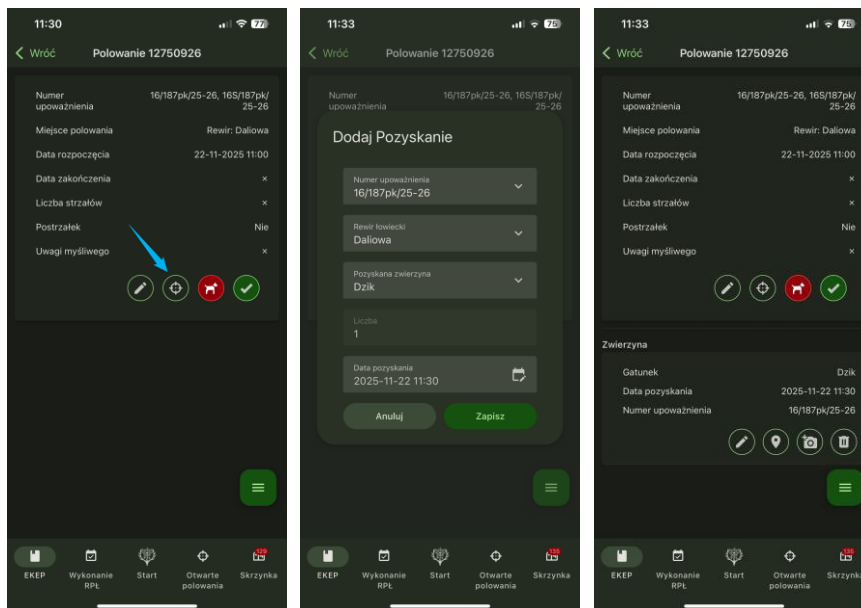 11:30
77
Wróć
Polowanie 12750926
Numer upoważnienia
16/187pk/25-26, 16S/187pk/25-26
Miejsce polowania
Rewir: Daliowa
Data rozpoczęcia
22-11-2025 11:00
Data zakończenia
×
Liczba strzałów
×
Postrzałek
Nie
Uwagi myśliwego
×
EKEP
Wykonanie RPŁ
Start
Otwarte polowania
129
Skrzynka
11:33
75
Wróć
Polowanie 12750926
Numer upoważnienia
16/187pk/25-26, 16S/187pk/25-26
Dodaj Pozyskanie
Numer upoważnienia
16/187pk/25-26
Rewir łowiecki
Daliowa
Pozyskana zwierzyna
Dzik
Liczba
1
Data pozyskania
2025-11-22 11:30
Anuluj
Zapisz
EKEP
Wykonanie RPŁ
Start
Otwarte polowania
135
Skrzynka
11:33
75
Wróć
Polowanie 12750926
Numer upoważnienia
16/187pk/25-26, 16S/187pk/25-26
Miejsce polowania
Rewir: Daliowa
Data rozpoczęcia
22-11-2025 11:00
Data zakończenia
×
Liczba strzałów
×
Postrzałek
Nie
Uwagi myśliwego
×
Zwierzyna
Gatunek
Dzik
Data pozyskania
2025-11-22 11:30
Numer upoważnienia
16/187pk/25-26
EKEP
Wykonanie RPŁ
Start
Otwarte polowania
135
Skrzynk